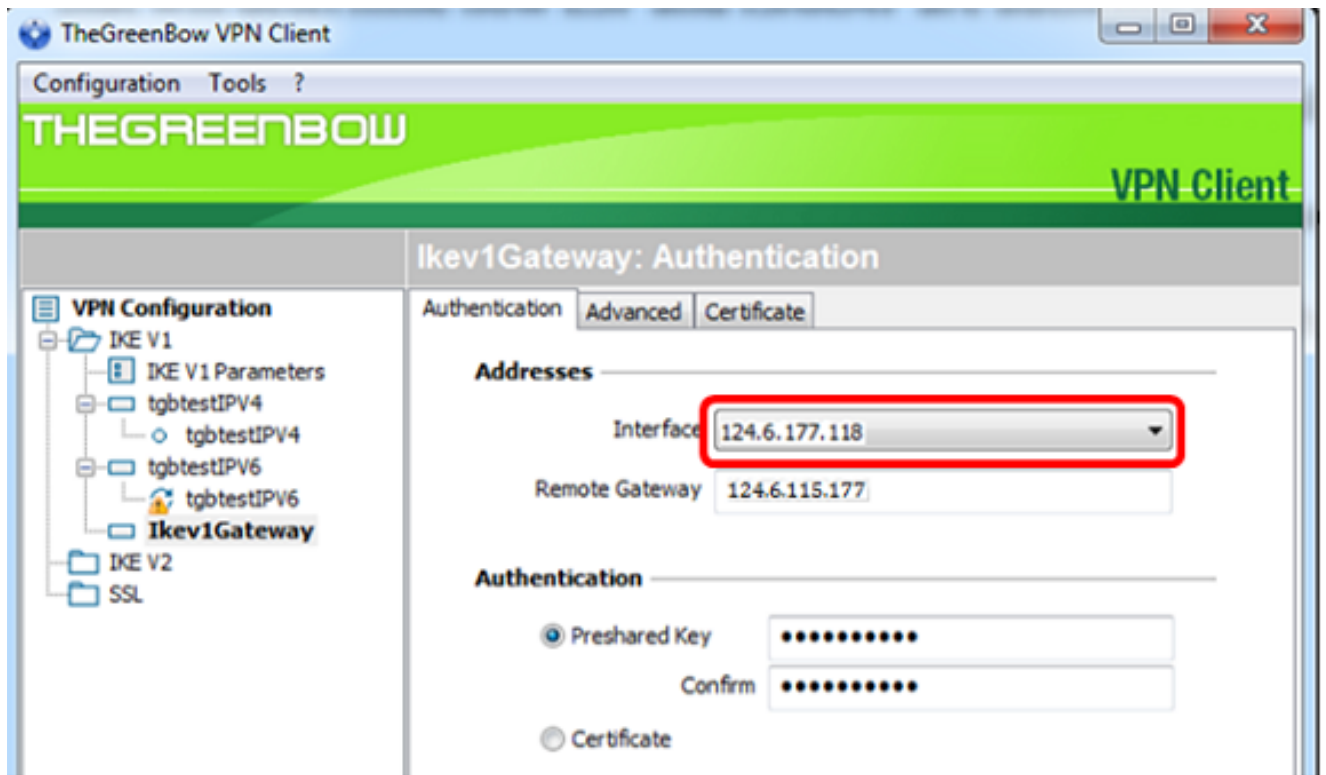 TheGreenBow VPN Client
Configuration Tools ?
THEGREENBOW
VPN Client
Ikev1Gateway: Authentication
VPN Configuration
IKE V1
IKE V1 Parameters
tgbtestIPV4
tgbtestIPV4
tgbtestIPV6
tgbtestIPV6
Ikev1Gateway
IKE V2
SSL
Authentication Advanced Certificate
Addresses
Interface 124.6.177.118
Remote Gateway 124.6.115.177
Authentication
Preshared Key ••••••••••
Confirm ••••••••••
Certificate